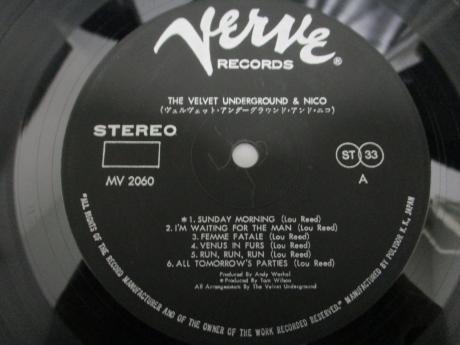 Verve®
RECORDS
THE VELVET UNDERGROUND & NICO
(ヴェルヴェット・アンダーグラウンド・アンド・ニコ)
STEREO
ST 33
MV 2060
A
*1. SUNDAY MORNING (Lou Reed)
2. I'M WAITING FOR THE MAN (Lou Reed)
3. FEMME FATALE (Lou Reed)
4. VENUS IN FURS (Lou Reed)
5. RUN, RUN, RUN (Lou Reed)
6. ALL TOMORROW'S PARTIES (Lou Reed)
Produced By Andy Warhol
*Produced By Tom Wilson
All Arrangements By The Velvet Underground
"ALL RIGHTS OF THE RECORD MANUFACTURER AND OF THE OWNER OF THE WORK RECORDED RESERVED." MANUFACTURED BY POLYDOR K. K., JAPAN